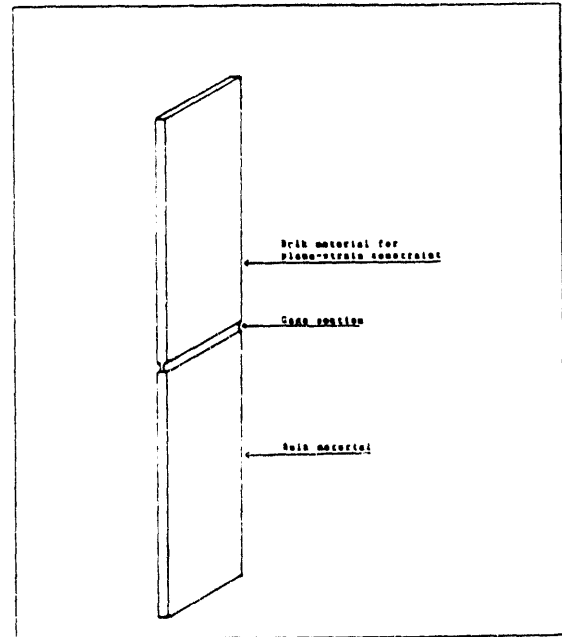 Bulk material for
plane-strain constraint
Gage section
Bulk material